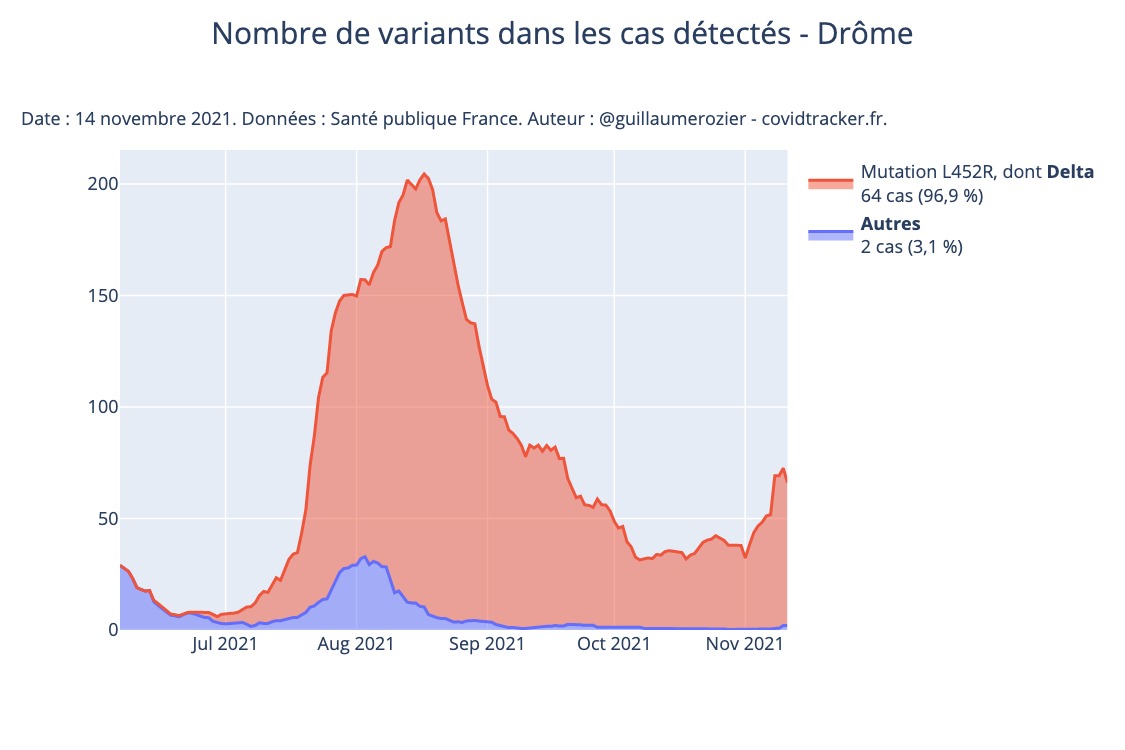 Nombre de variants dans les cas détectés - Drôme
Date : 14 novembre 2021. Données : Santé publique France. Auteur : @guillaumerozier - covidtracker.fr.
Mutation L452R, dont Delta
64 cas (96,9 %)
Autres
2 cas (3,1 %)
200
150
100
50
0
Jul 2021
Aug 2021
Sep 2021
Oct 2021
Nov 2021